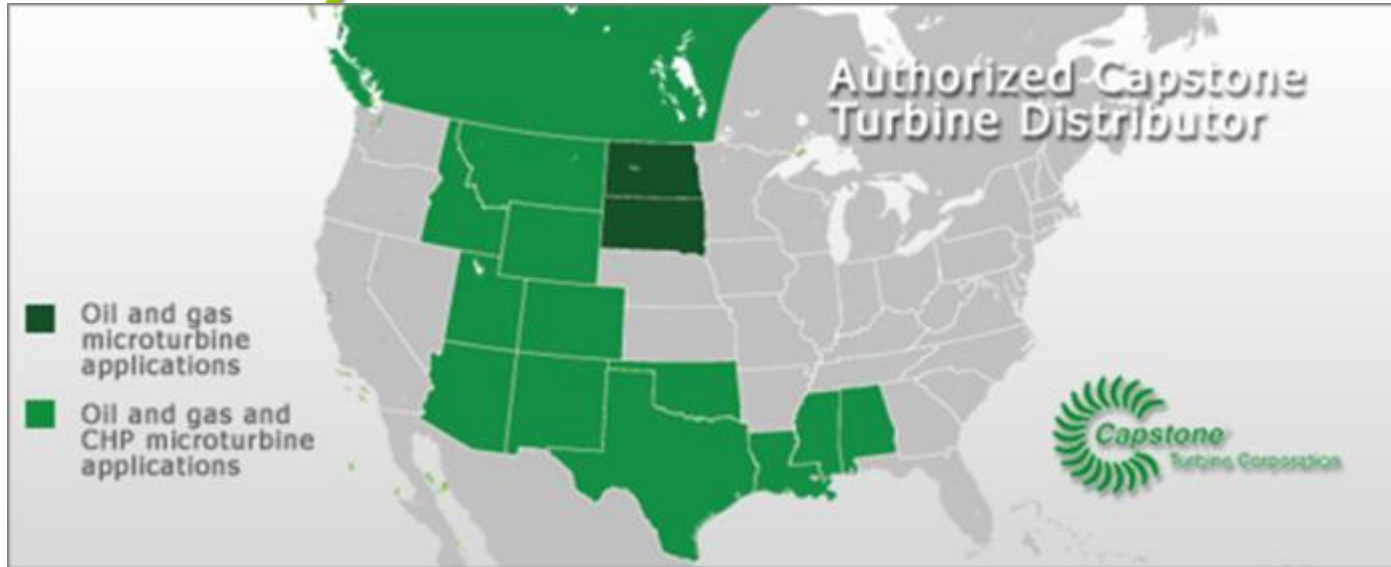 Authorized Capstone
Turbine Distributor
Oil and gas
microturbine
applications
Oil and gas and
CHP microturbine
applications
Capstone
Turbine Corporation